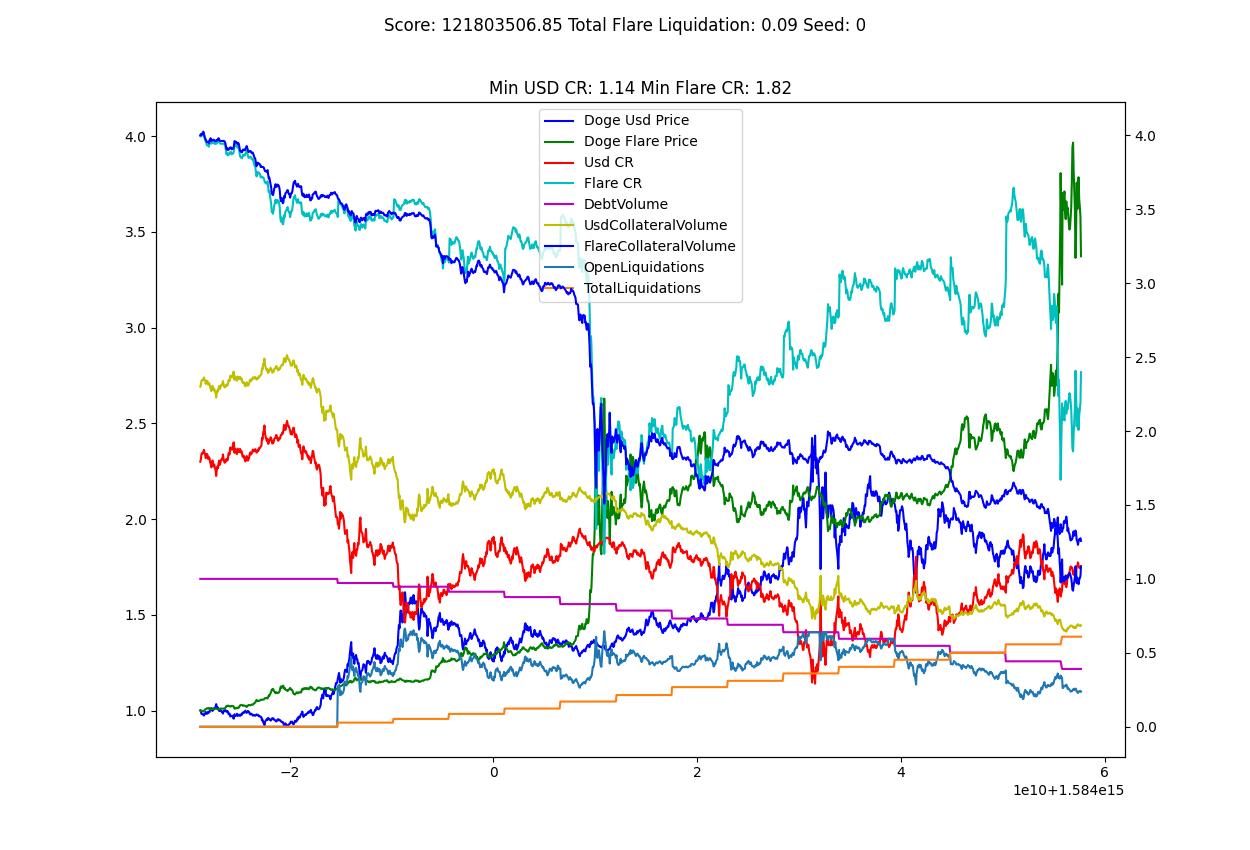 Score: 121803506.85 Total Flare Liquidation: 0.09 Seed: 0
Min USD CR: 1.14 Min Flare CR: 1.82
Doge Usd Price
Doge Flare Price
Usd CR
Flare CR
DebtVolume
UsdCollateralVolume
FlareCollateralVolume
OpenLiquidations
TotalLiquidations
4.0
3.5
3.0
2.5
2.0
1.5
1.0
4.0
3.5
3.0
2.5
2.0
1.5
1.0
0.5
0.0
−2
0
2
4
6
1e10+1.584e15